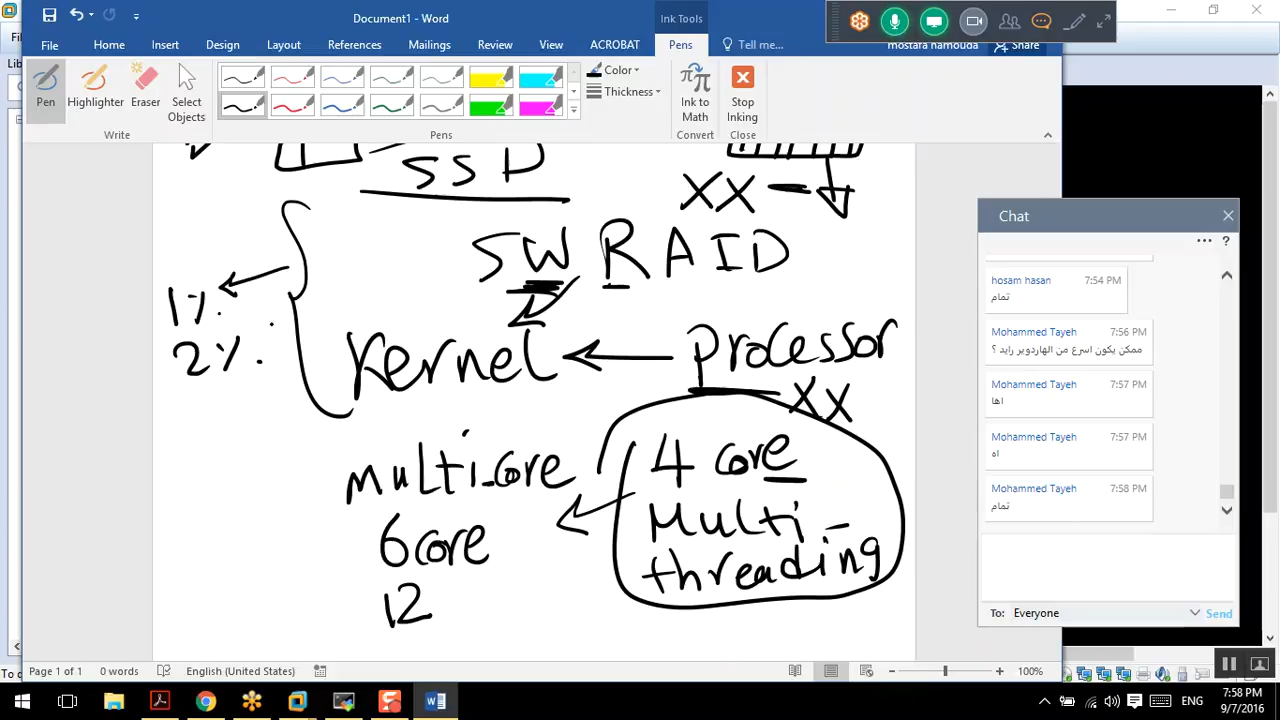 Document1 - Word
Ink Tools
File
Home
Insert
Design
Layout
References
Mailings
Review
View
ACROBAT
Pens
Tell me...
mostafa hamouda
Share
Pen
Highlighter
Eraser
Select
Objects
Write
Color
Thickness
Pens
Ink to
Math
Convert
Stop
Inking
Close
SSD
XX
SW RAID
1%
2%
Kernel
processor
XX
multi-core
6core
12
4 core
Multi-
threading
Chat
hosam hasan 7:54 PM
تمام
Mohammed Tayeh 7:56 PM
ممكن يكون اسرع من الهاردوير رايد ؟
Mohammed Tayeh 7:57 PM
اها
Mohammed Tayeh 7:57 PM
اه
Mohammed Tayeh 7:58 PM
تمام
To: Everyone
Send
Page 1 of 1
0 words
English (United States)
100%
ENG
7:58 PM
9/7/2016